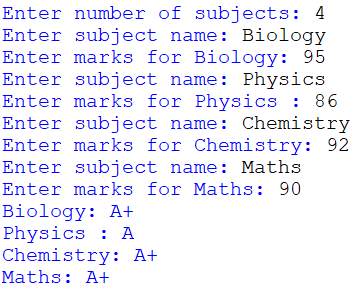 Enter number of subjects: 4
Enter subject name: Biology
Enter marks for Biology: 95
Enter subject name: Physics
Enter marks for Physics : 86
Enter subject name: Chemistry
Enter marks for Chemistry: 92
Enter subject name: Maths
Enter marks for Maths: 90
Biology: A+
Physics : A
Chemistry: A+
Maths: A+